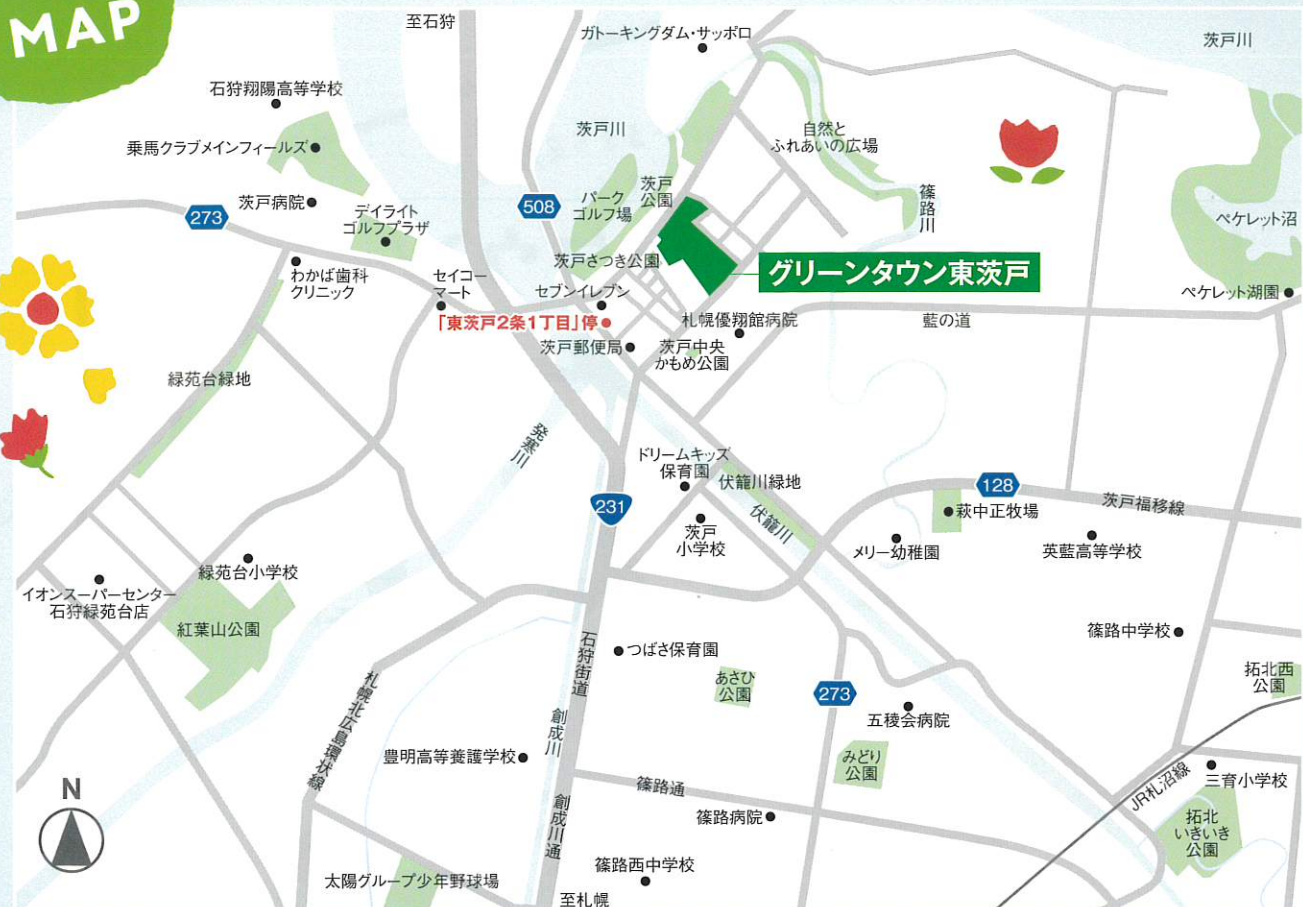 MAP
至石狩
ガトーキングダム・サッポロ
茨戸川
石狩翔陽高等学校
乗馬クラブメインフィールズ
茨戸川
自然と
ふれあいの広場
茨戸病院
273
デイライト
ゴルフプラザ
508
パーク
ゴルフ場
茨戸
公園
篠路川
ペケレット沼
わかば歯科
クリニック
セイコー
マート
茨戸さつき公園
セブンイレブン
グリーンタウン東茨戸
ペケレット湖園
「東茨戸2条1丁目」停
札幌優翔館病院
藍の道
茨戸郵便局
茨戸中央
かもめ公園
緑苑台緑地
発寒川
ドリームキッズ
保育園
伏籠川緑地
231
128
茨戸福移線
茨戸
小学校
伏籠川
萩中正牧場
メリー幼稚園
英藍高等学校
緑苑台小学校
イオンスーパーセンター
石狩緑苑台店
紅葉山公園
石狩街道
つばさ保育園
篠路中学校
あさひ
公園
273
拓北西
公園
札幌北広島環状線
創成川
五稜会病院
豊明高等養護学校
みどり
公園
篠路通
JR札沼線
三育小学校
N
創成川通
篠路病院
拓北
いきいき
公園
太陽グループ少年野球場
篠路西中学校
至札幌